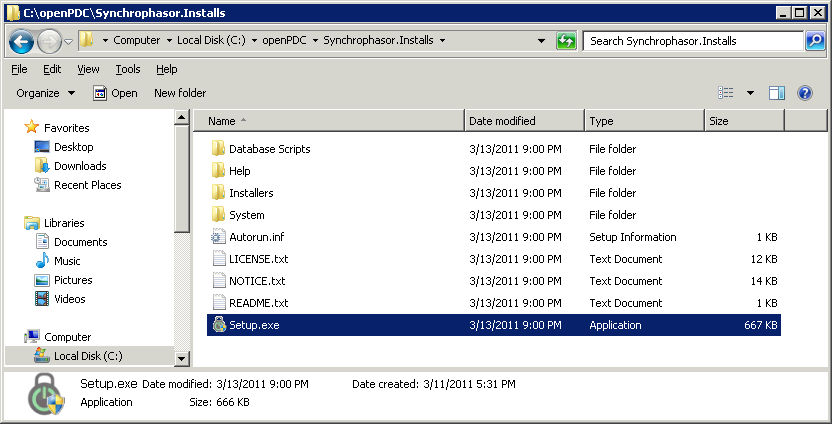 C:\openPDC\Synchrophasor.Installs
Computer Local Disk (C:) openPDC Synchrophasor.Installs Search Synchrophasor.Installs
File Edit View Tools Help
Organize Open New folder
Name Date modified Type Size
Favorites
Desktop
Downloads
Recent Places
Libraries
Documents
Music
Pictures
Videos
Computer
Local Disk (C:)
Database Scripts 3/13/2011 9:00 PM File folder
Help 3/13/2011 9:00 PM File folder
Installers 3/13/2011 9:00 PM File folder
System 3/13/2011 9:00 PM File folder
Autorun.inf 3/13/2011 9:00 PM Setup Information 1 KB
LICENSE.txt 3/13/2011 9:00 PM Text Document 12 KB
NOTICE.txt 3/13/2011 9:00 PM Text Document 14 KB
README.txt 3/13/2011 9:00 PM Text Document 1 KB
Setup.exe 3/13/2011 9:00 PM Application 667 KB
Setup.exe Date modified: 3/13/2011 9:00 PM Date created: 3/11/2011 5:31 PM
Application Size: 666 KB